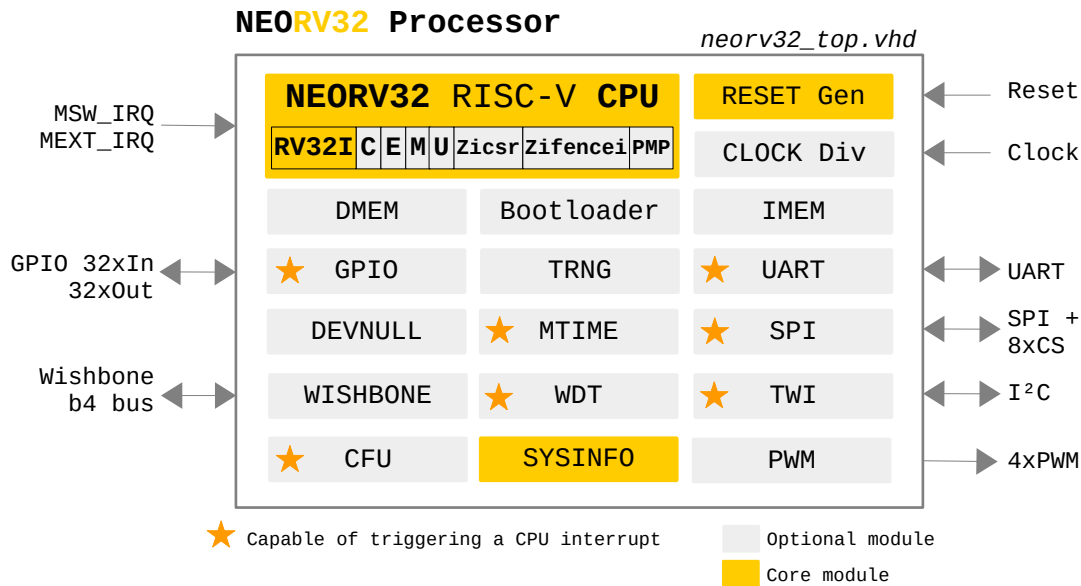 NEORV32 Processor
neorv32_top.vhd
NEORV32 RISC-V CPU
RESET Gen
Reset
MSW_IRQ
MEXT_IRQ
RV32I C E M U Zicsr Zifencei PMP
CLOCK Div
Clock
DMEM
Bootloader
IMEM
GPIO 32xIn
32xOut
GPIO
TRNG
UART
UART
DEVNULL
MTIME
SPI
SPI +
8xCS
Wishbone
b4 bus
WISHBONE
WDT
TWI
I²C
CFU
SYSINFO
PWM
4xPWM
Capable of triggering a CPU interrupt
Optional module
Core module